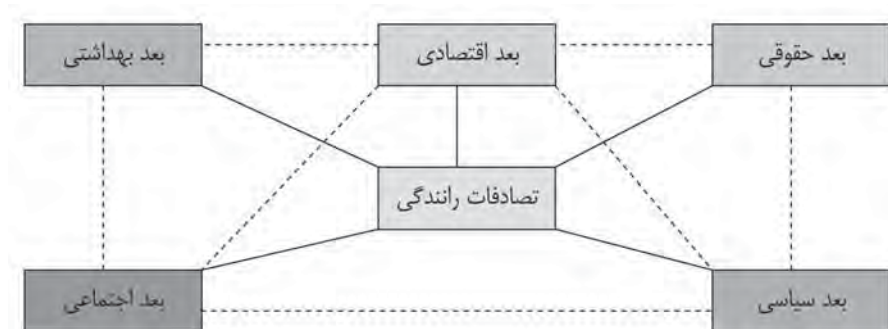 بعد حقوقی
بعد اقتصادی
بعد بهداشتی
تصادفات رانندگی
بعد سیاسی
بعد اجتماعی